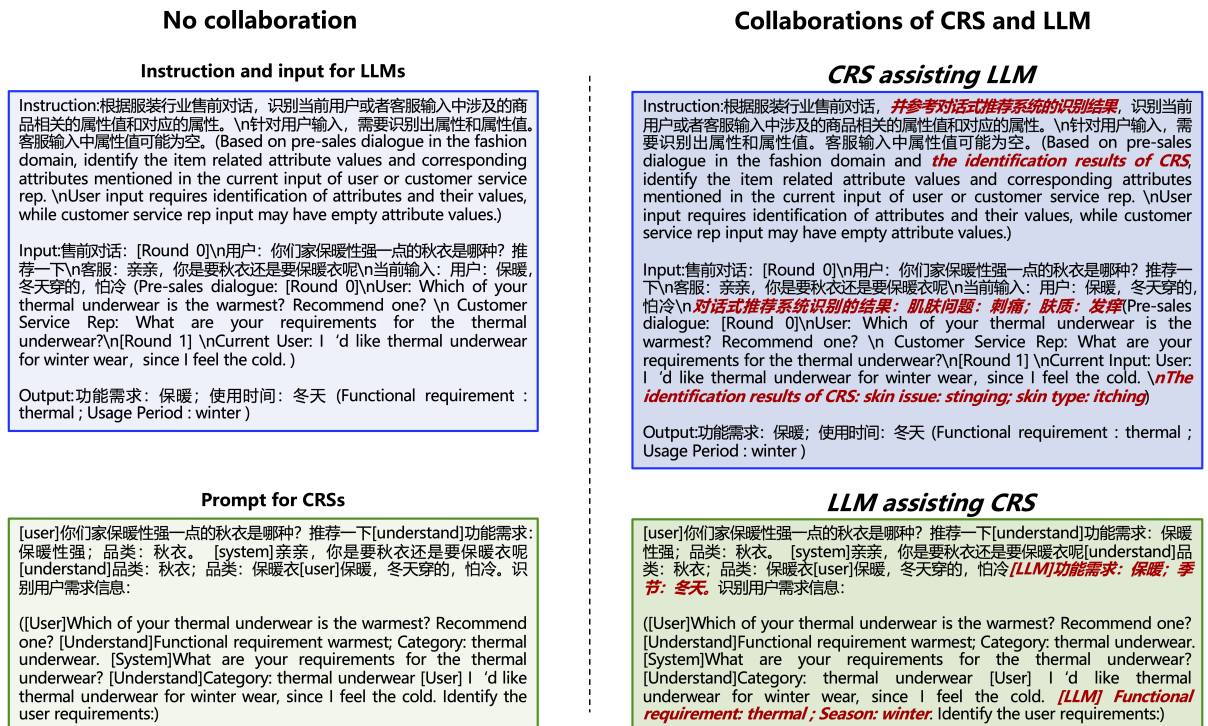 No collaboration
Instruction and input for LLMs
Instruction:根据服装行业售前对话，识别当前用户或者客服输入中涉及的商
品相关的属性值和对应的属性。\n针对用户输入，需要识别出属性和属性值。
客服输入中属性值可能为空。(Based on pre-sales dialogue in the fashion
domain, identify the item related attribute values and corresponding
attributes mentioned in the current input of user or customer service
rep. \nUser input requires identification of attributes and their values,
while customer service rep input may have empty attribute values.)
Input:售前对话：[Round 0]\n用户：你们家保暖性强一点的秋衣是哪种？推
荐一下\n客服：亲亲，你是要秋衣还是要保暖衣呢\n当前输入：用户：保暖，
冬天穿的，怕冷 (Pre-sales dialogue: [Round 0]\nUser: Which of your
thermal underwear is the warmest? Recommend one? \n Customer
Service Rep: What are your requirements for the thermal
underwear?\n[Round 1] \nCurrent User: I‘d like thermal underwear
for winter wear, since I feel the cold. )
Output:功能需求：保暖；使用时间：冬天 (Functional requirement :
thermal ; Usage Period : winter )
Prompt for CRSs
[user]你们家保暖性强一点的秋衣是哪种？推荐一下[understand]功能需求：
保暖性强；品类：秋衣。 [system]亲亲，你是要秋衣还是要保暖衣呢
[understand]品类：秋衣；品类：保暖衣[user]保暖，冬天穿的，怕冷。识
别用户需求信息：
([User]Which of your thermal underwear is the warmest? Recommend
one? [Understand]Functional requirement warmest; Category: thermal
underwear. [System]What are your requirements for the thermal
underwear? [Understand]Category: thermal underwear [User] I‘d like
thermal underwear for winter wear, since I feel the cold. Identify the
user requirements:)
Collaborations of CRS and LLM
CRS assisting LLM
Instruction:根据服装行业售前对话，并参考对话式推荐系统的识别结果，识别当前
用户或者客服输入中涉及的商品相关的属性值和对应的属性。\n针对用户输入，需
要识别出属性和属性值。客服输入中属性值可能为空。(Based on pre-sales
dialogue in the fashion domain and the identification results of CRS,
identify the item related attribute values and corresponding attributes
mentioned in the current input of user or customer service rep. \nUser
input requires identification of attributes and their values, while customer
service rep input may have empty attribute values.)
Input:售前对话：[Round 0]\n用户：你们家保暖性强一点的秋衣是哪种？推荐一
下\n客服：亲亲，你是要秋衣还是要保暖衣呢\n当前输入：用户：保暖，冬天穿的，
怕冷\n对话式推荐系统识别的结果：肌肤问题：刺痛；肤质：发痒(Pre-sales
dialogue: [Round 0]\nUser: Which of your thermal underwear is the
warmest? Recommend one? \n Customer Service Rep: What are your
requirements for the thermal underwear?\n[Round 1] \nCurrent Input: User:
I‘d like thermal underwear for winter wear, since I feel the cold. \nThe
identification results of CRS: skin issue: stinging; skin type: itching)
Output:功能需求：保暖；使用时间：冬天 (Functional requirement : thermal ;
Usage Period : winter )
LLM assisting CRS
[user]你们家保暖性强一点的秋衣是哪种？推荐一下[understand]功能需求：保暖
性强；品类：秋衣。 [system]亲亲，你是要秋衣还是要保暖衣呢[understand]品
类：秋衣；品类：保暖衣[user]保暖，冬天穿的，怕冷[LLM]功能需求：保暖；季
节：冬天。识别用户需求信息：
([User]Which of your thermal underwear is the warmest? Recommend one?
[Understand]Functional requirement warmest; Category: thermal underwear.
[System]What are your requirements for the thermal underwear?
[Understand]Category: thermal underwear [User] I‘d like thermal
underwear for winter wear, since I feel the cold. [LLM] Functional
requirement: thermal ; Season: winter. Identify the user requirements:)